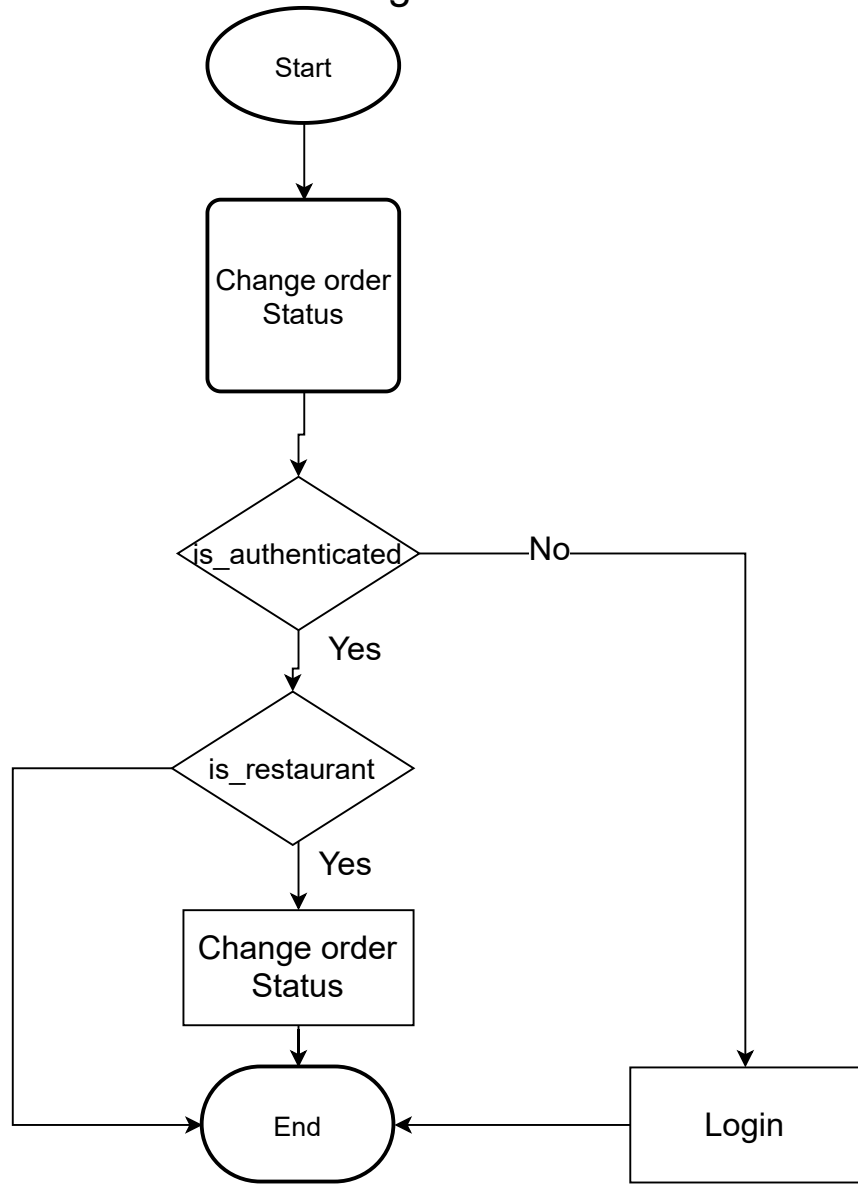 Start
Change order
Status
is_authenticated
No
Yes
is_restaurant
Yes
Change order
Status
End
Login